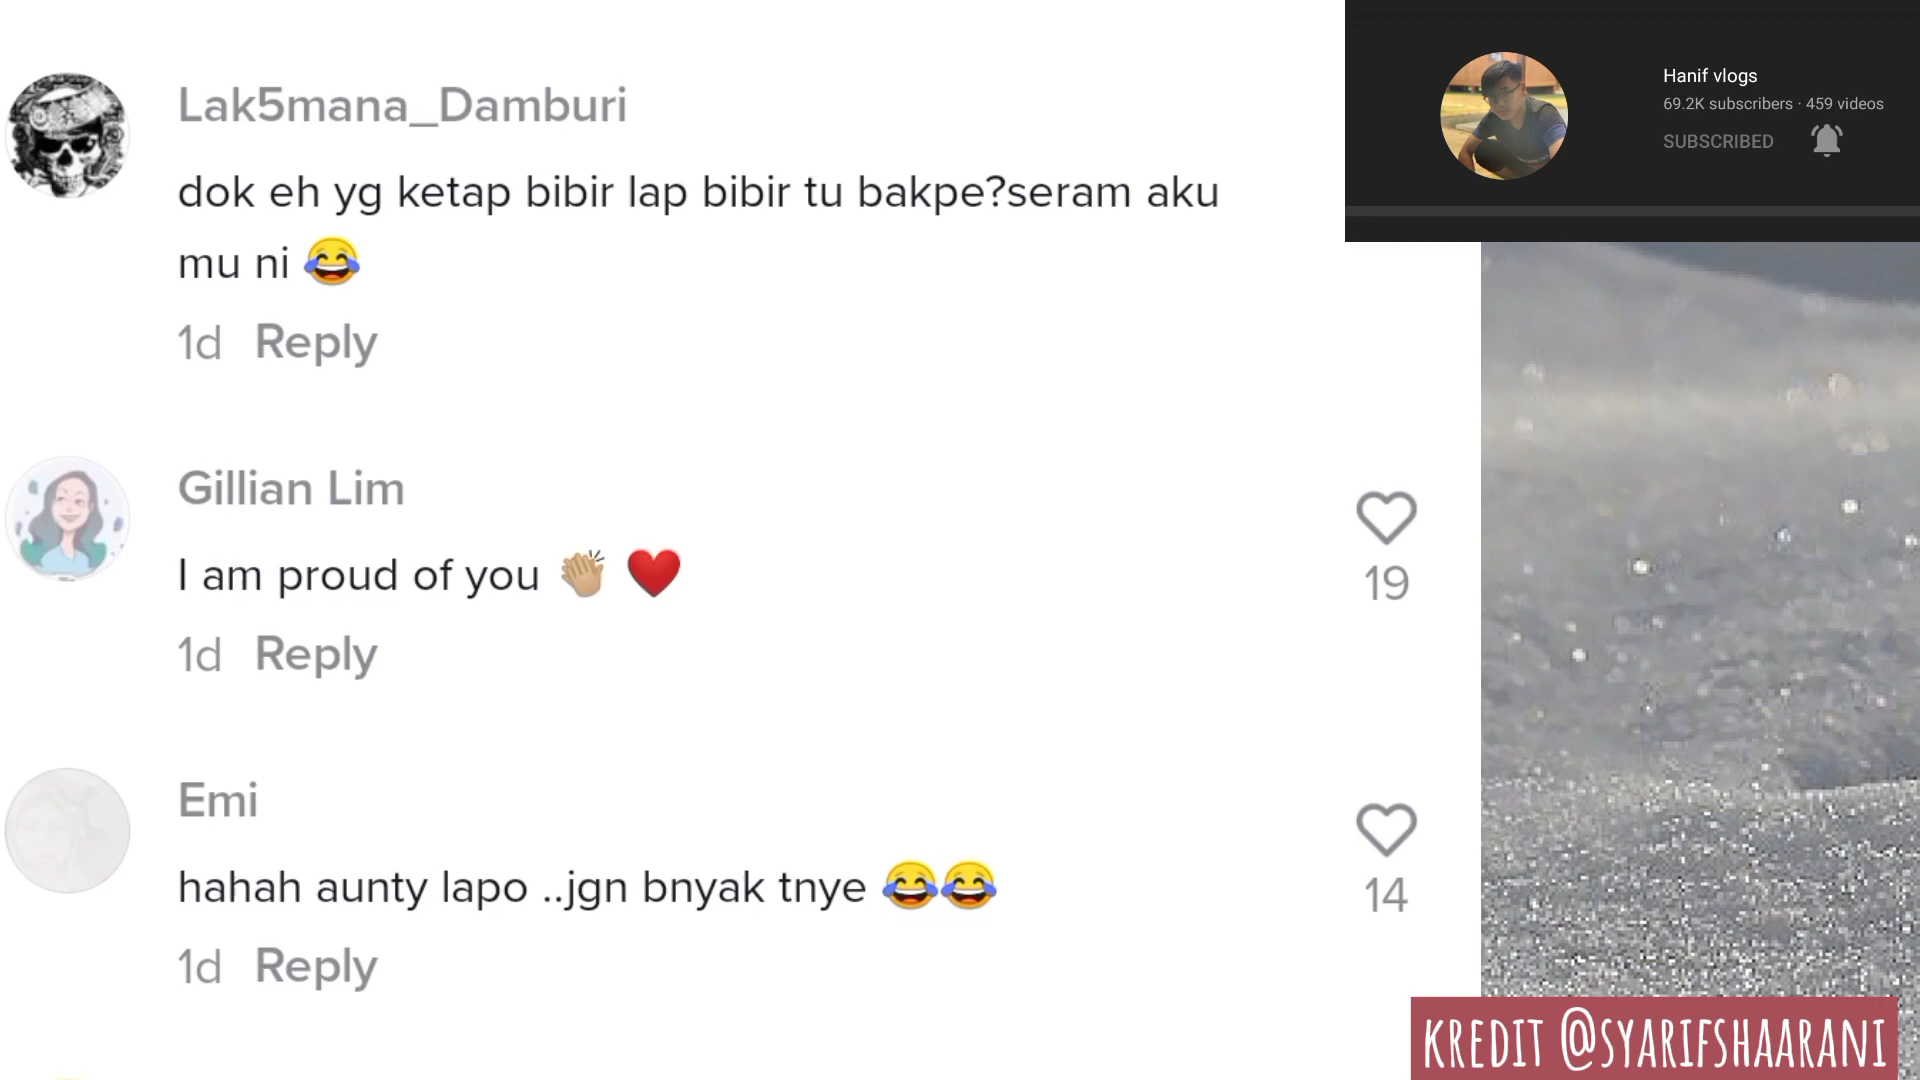 Lak5mana_Damburi
dok eh yg ketap bibir lap bibir tu bakpe?seram aku
mu ni 😂
1d Reply
Gillian Lim
I am proud of you 👏🏼 ❤️
19
1d Reply
Emi
hahah aunty lapo ..jgn bnyak tnye 😂😂
14
1d Reply
Hanif vlogs
69.2K subscribers · 459 videos
SUBSCRIBED
KREDIT @SYARIFSHAARANI